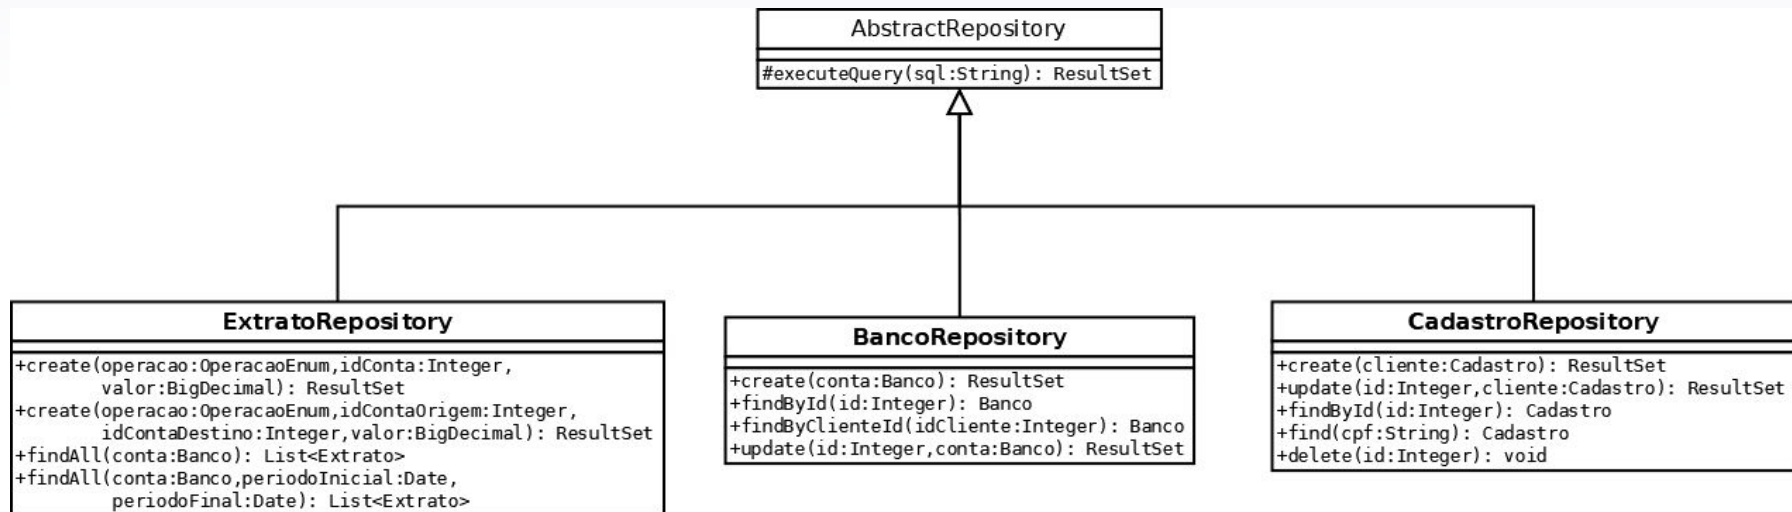 AbstractRepository
#executeQuery(sql:String): ResultSet
ExtratoRepository
+create(operacao:OperacaoEnum,idConta:Integer,
valor:BigDecimal): ResultSet
+create(operacao:OperacaoEnum,idContaOrigem:Integer,
idContaDestino:Integer,valor:BigDecimal): ResultSet
+findAll(conta:Banco): List<Extrato>
+findAll(conta:Banco,periodoInicial:Date,
periodoFinal:Date): List<Extrato>
BancoRepository
+create(conta:Banco): ResultSet
+findById(id:Integer): Banco
+findByClienteId(idCliente:Integer): Banco
+update(id:Integer,conta:Banco): ResultSet
CadastroRepository
+create(cliente:Cadastro): ResultSet
+update(id:Integer,cliente:Cadastro): ResultSet
+findById(id:Integer): Cadastro
+find(cpf:String): Cadastro
+delete(id:Integer): void